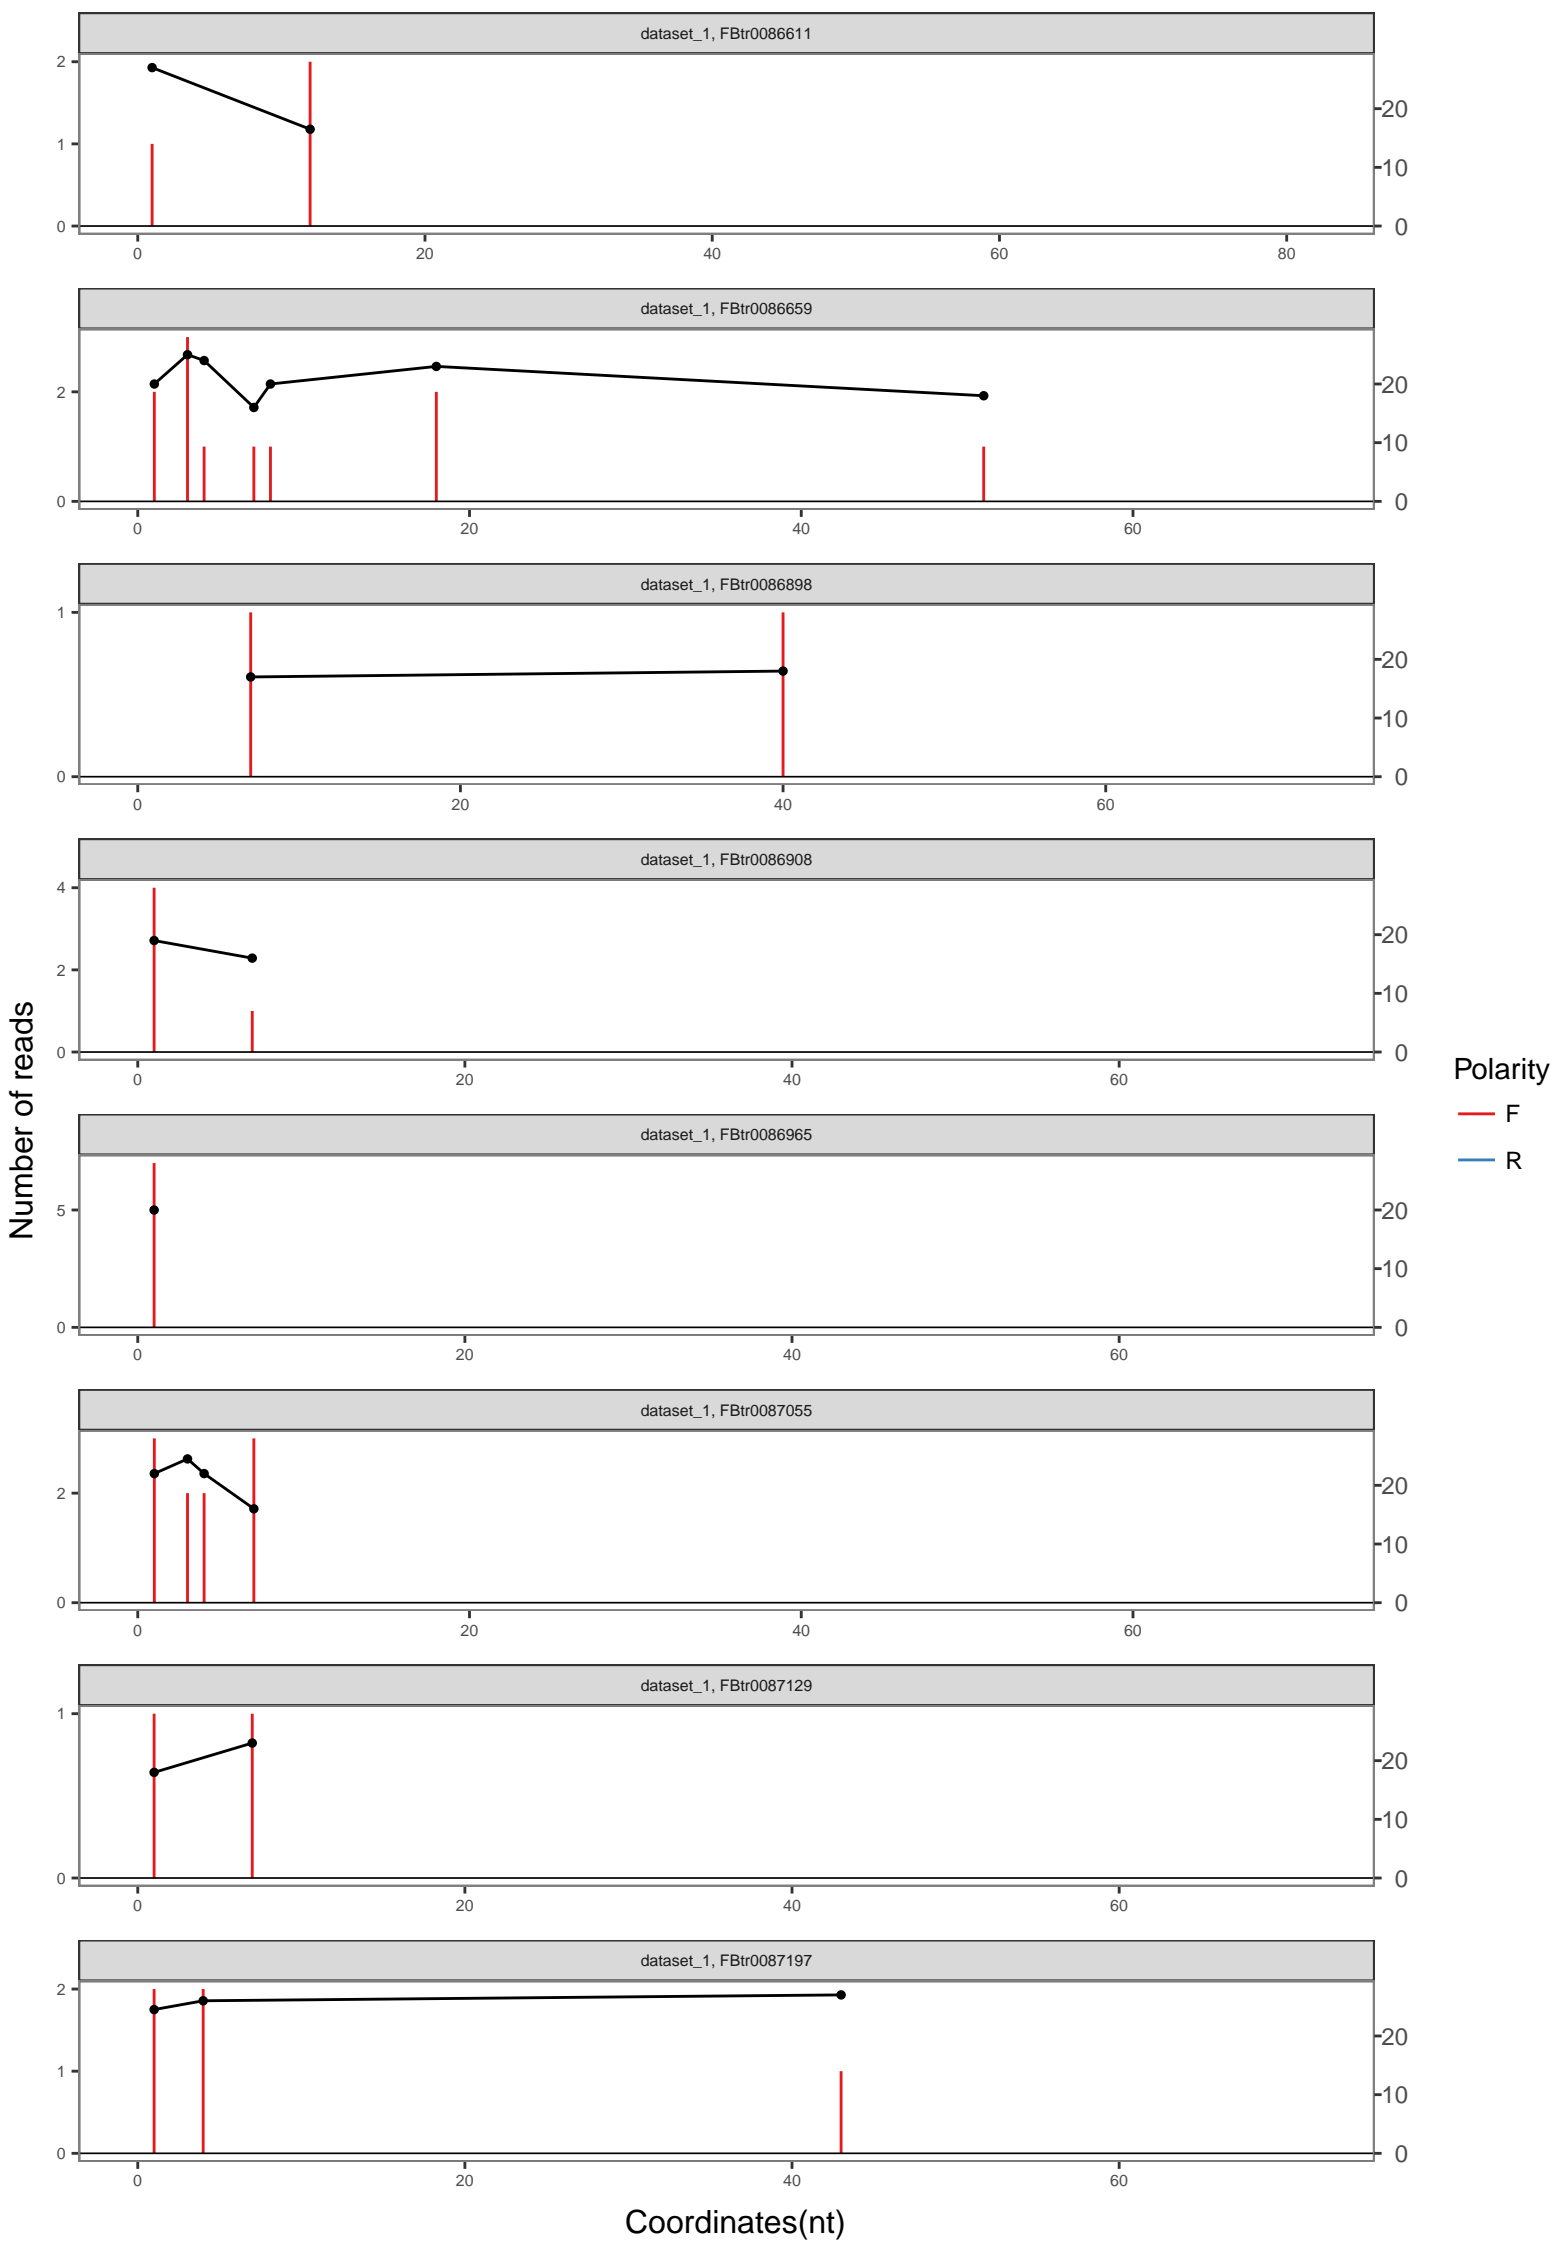 dataset_1, FBtr0086611
2
1
0
20
10
0
0 20 40 60 80
dataset_1, FBtr0086659
2
0
20
10
0
0 20 40 60
dataset_1, FBtr0086898
1
0
20
10
0
0 20 40 60
dataset_1, FBtr0086908
4
2
0
20
10
0
0 20 40 60
dataset_1, FBtr0086965
5
0
20
10
0
0 20 40 60
dataset_1, FBtr0087055
2
0
20
10
0
0 20 40 60
dataset_1, FBtr0087129
1
0
20
10
0
0 20 40 60
dataset_1, FBtr0087197
2
1
0
20
10
0
0 20 40 60
Coordinates(nt)
Number of reads
Polarity
F
R